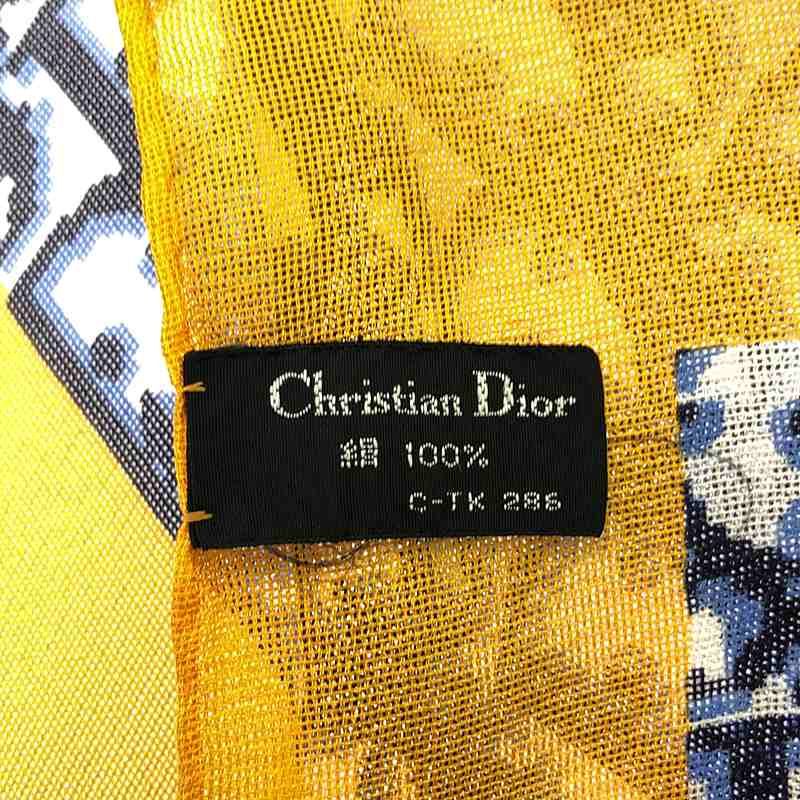 Christian Dior
絹 100%
C-TK 286